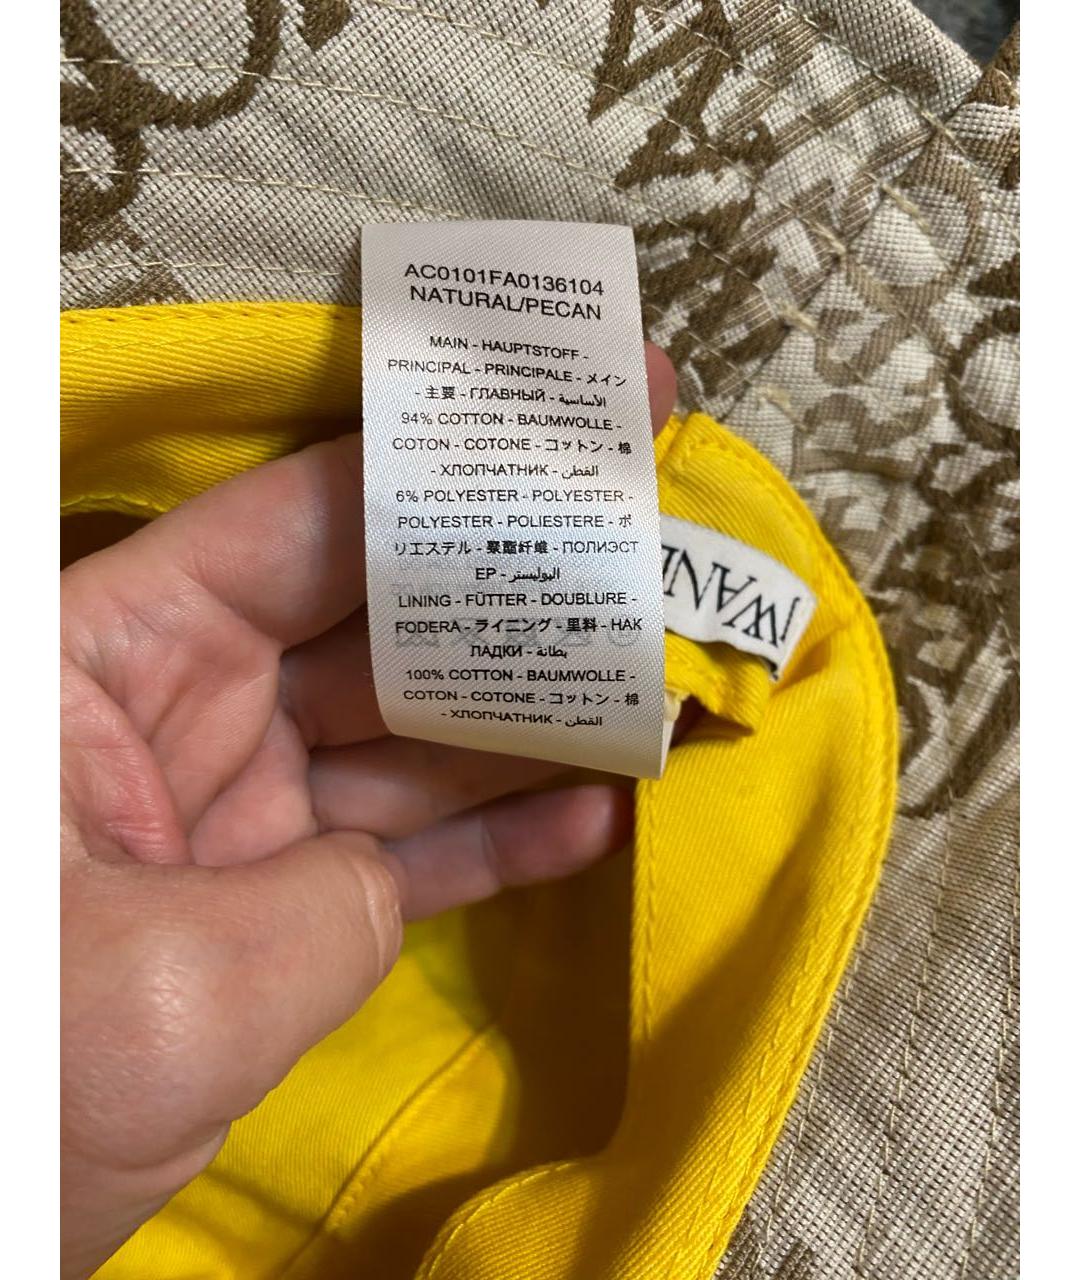 AC0101FA0136104
NATURAL/PECAN
MAIN - HAUPTSTOFF -
PRINCIPAL - PRINCIPALE - メイン
- 主要 - ГЛАВНЫЙ - الأساسية
94% COTTON - BAUMWOLLE -
COTON - COTONE - コットン - 棉
- ХЛОПЧАТНИК - القطن
6% POLYESTER - POLYESTER -
POLYESTER - POLIESTERE - ポ
リエステル - 聚酯纤维 - ПОЛИЭСТ
ЕР - البوليستر
LINING - FÜTTER - DOUBLURE -
FODERA - ライニング - 里料 - НАК
ЛАДКИ - بطانة
100% COTTON - BAUMWOLLE -
COTON - COTONE - コットン - 棉
- ХЛОПЧАТНИК - القطن
JWAND